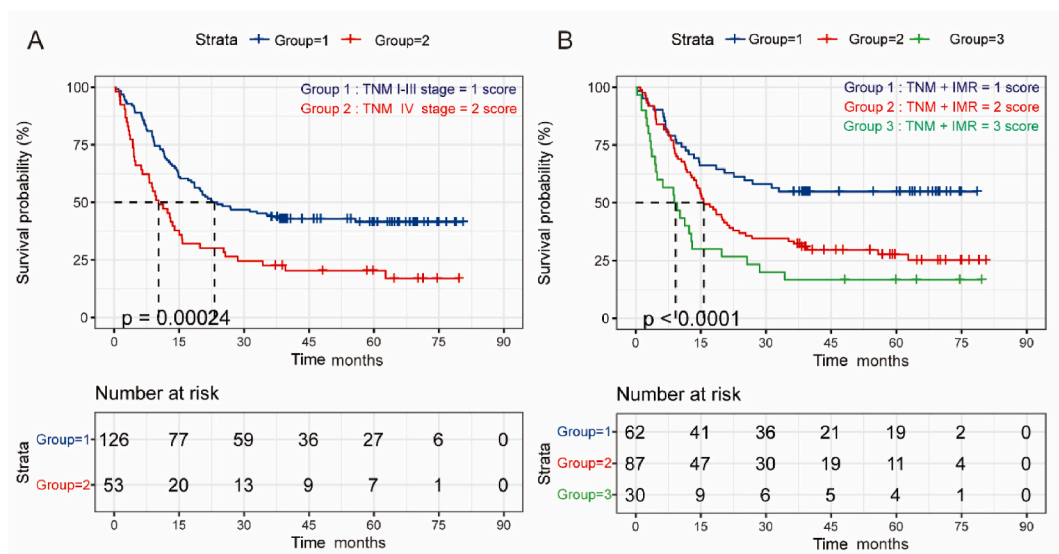 A
Strata Group=1 Group=2
Group 1 : TNM I-III stage = 1 score
Group 2 : TNM IV stage = 2 score
Survival probability (%)
100
75
50
25
0
p = 0.00024
0 15 30 45 60 75 90
Time months
Number at risk
Strata
Group=1 126 77 59 36 27 6 0
Group=2 53 20 13 9 7 1 0
0 15 30 45 60 75 90
Time months
B
Strata Group=1 Group=2 Group=3
Group 1 : TNM + IMR = 1 score
Group 2 : TNM + IMR = 2 score
Group 3 : TNM + IMR = 3 score
Survival probability (%)
100
75
50
25
0
p < 0.0001
0 15 30 45 60 75 90
Time months
Number at risk
Strata
Group=1 62 41 36 21 19 2 0
Group=2 87 47 30 19 11 4 0
Group=3 30 9 6 5 4 1 0
0 15 30 45 60 75 90
Time months